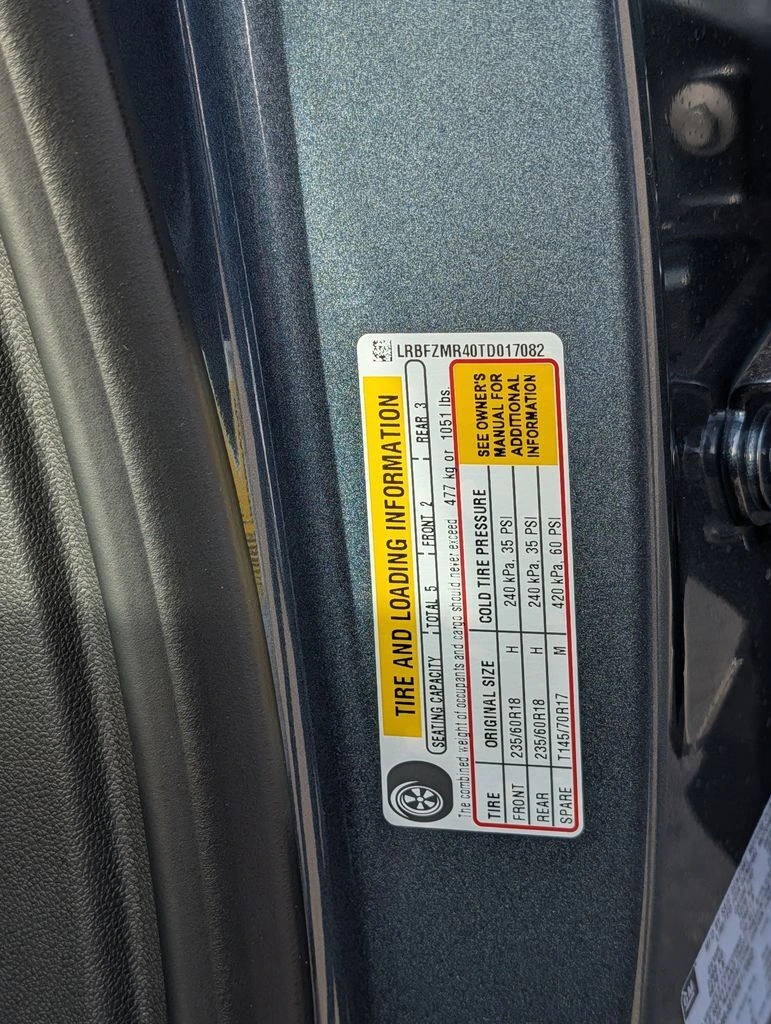 LRBFZMR40TD017082
TIRE AND LOADING INFORMATION
SEATING CAPACITY TOTAL 5 FRONT 2 REAR 3
The combined weight of occupants and cargo should never exceed 477 kg or 1051 lbs.
TIRE ORIGINAL SIZE COLD TIRE PRESSURE
FRONT 235/60R18 H 240 kPa, 35 PSI
REAR 235/60R18 H 240 kPa, 35 PSI
SPARE T145/70R17 M 420 kPa, 60 PSI
SEE OWNER'S
MANUAL FOR
ADDITIONAL
INFORMATION